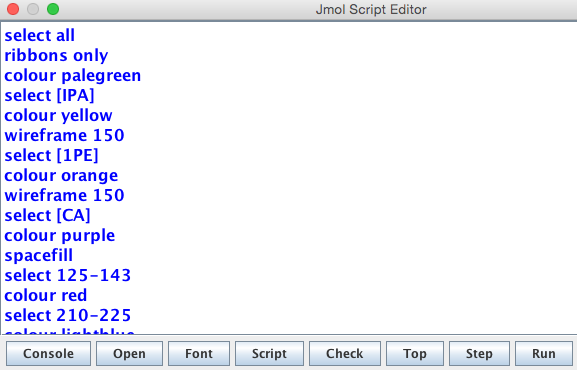 Jmol Script Editor
select all
ribbons only
colour palegreen
select [IPA]
colour yellow
wireframe 150
select [1PE]
colour orange
wireframe 150
select [CA]
colour purple
spacefill
select 125-143
colour red
select 210-225
colour lightblue
Console Open Font Script Check Top Step Run